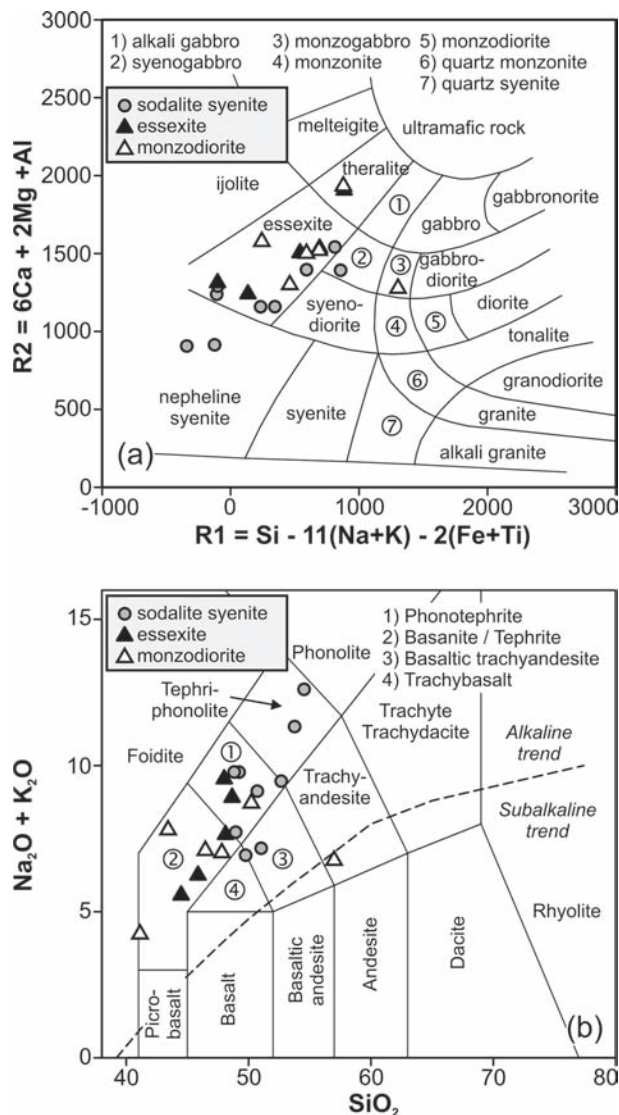 3000
2500
2000
1500
1000
500
0
R2 = 6Ca + 2Mg +Al
1) alkali gabbro 3) monzogabbro 5) monzodiorite
2) syenogabbro 4) monzonite 6) quartz monzonite
7) quartz syenite
sodalite syenite
essexite
monzodiorite
melteigite
ultramafic rock
ijolite
theralite
gabbronorite
①
gabbro
essexite
②
③
gabbro-
diorite
syeno-
diorite
④
⑤
diorite
tonalite
⑥
granodiorite
nepheline
syenite
syenite
⑦
granite
alkali granite
(a)
-1000 0 1000 2000 3000
R1 = Si - 11(Na+K) - 2(Fe+Ti)
15
10
5
0
Na2O + K2O
sodalite syenite
essexite
monzodiorite
1) Phonotephrite
2) Basanite / Tephrite
3) Basaltic trachyandesite
4) Trachybasalt
Phonolite
Tephri-
phonolite
Trachyte
Trachydacite
Alkaline
trend
Foidite
①
Trachy-
andesite
Subalkaline
trend
②
③
④
Rhyolite
Picro-
basalt
Basalt
Basaltic
andesite
Andesite
Dacite
(b)
40 50 60 70 80
SiO2